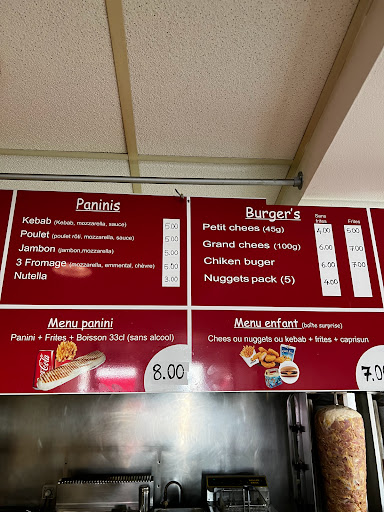 Paninis
Kebab (Kebab, mozzarella, sauce) 5.00
Poulet (poulet rôti, mozzarella, sauce) 5.00
Jambon (jambon,mozzarella) 5.00
3 Fromage (mozzarella, emmental, chèvre) 5.00
Nutella 3.00
Burger's
Sans frites Frites
Petit chees (45g) 4,00 5.00
Grand chees (100g) 6.00 7.00
Chiken buger 6.00 7.00
Nuggets pack (5) 4.00
Menu panini
Panini + Frites + Boisson 33cl (sans alcool)
8.00
Menu enfant (boîte surprise)
Chees ou nuggets ou kebab + frites + caprisun